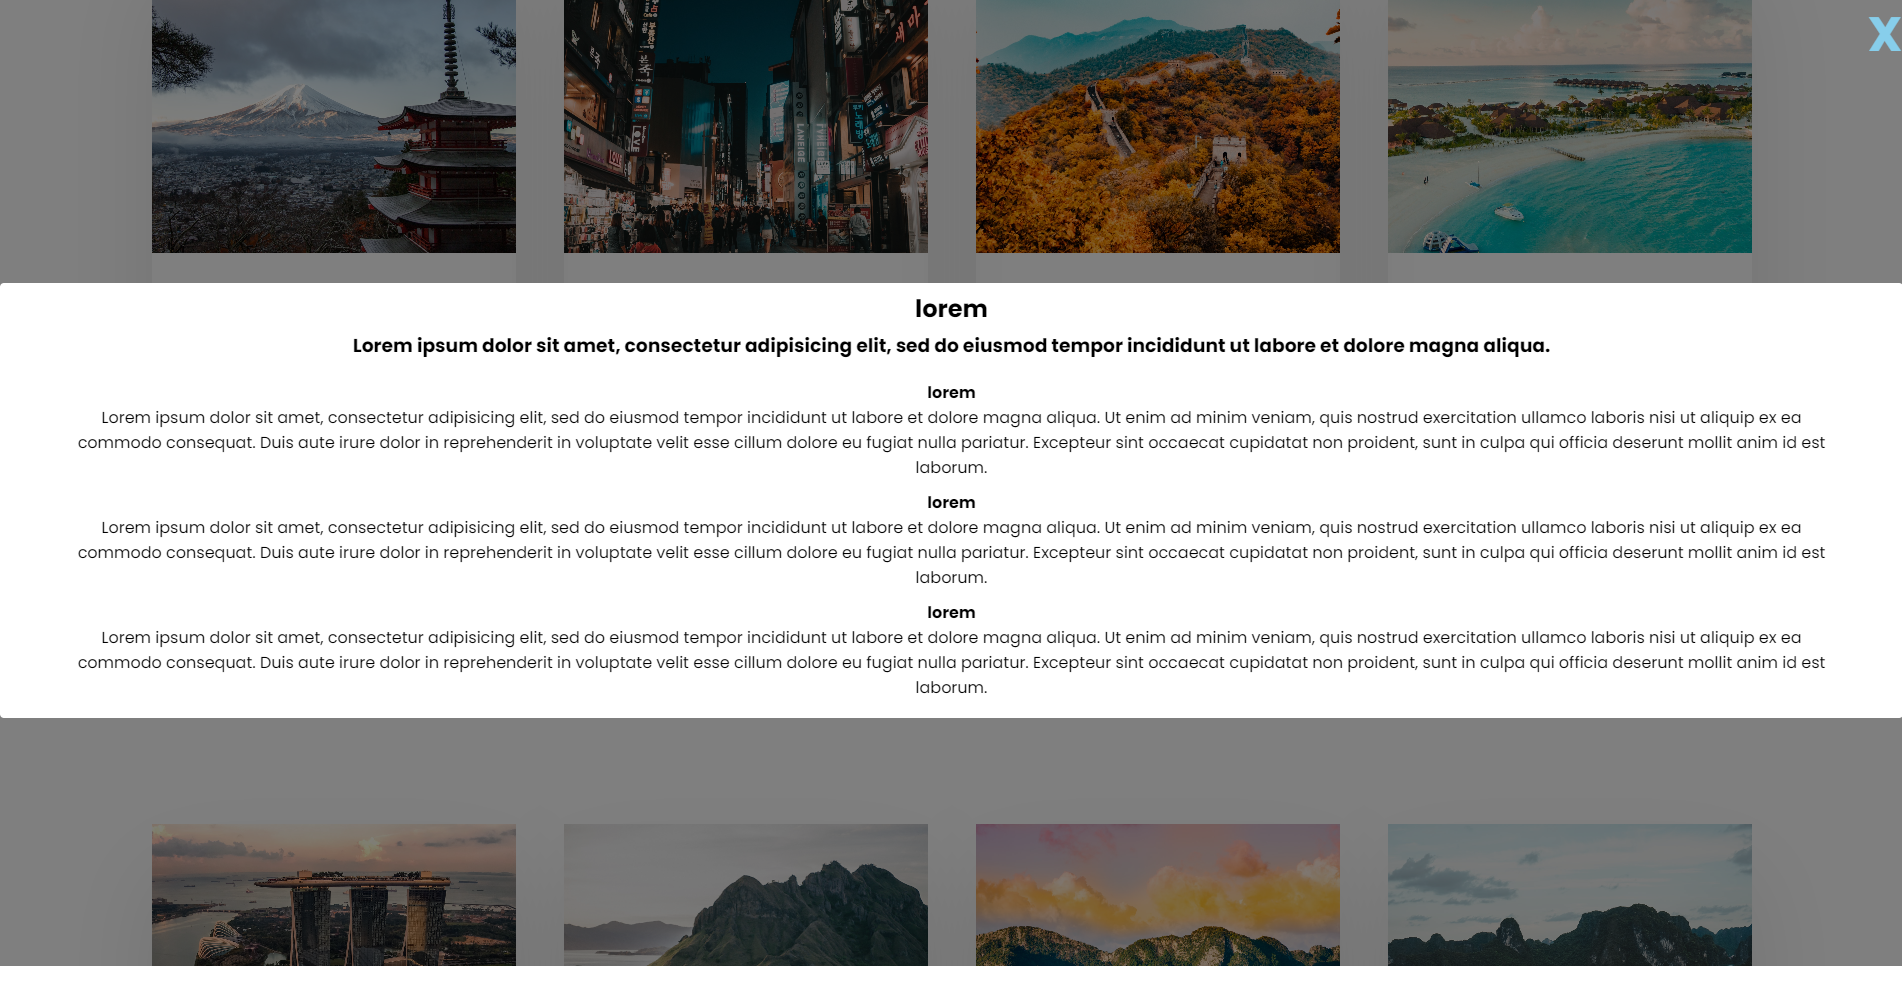 X
LOVE
LOVE
LANEIGE
lorem
Lorem ipsum dolor sit amet, consectetur adipisicing elit, sed do eiusmod tempor incididunt ut labore et dolore magna aliqua.
lorem
Lorem ipsum dolor sit amet, consectetur adipisicing elit, sed do eiusmod tempor incididunt ut labore et dolore magna aliqua. Ut enim ad minim veniam, quis nostrud exercitation ullamco laboris nisi ut aliquip ex ea
commodo consequat. Duis aute irure dolor in reprehenderit in voluptate velit esse cillum dolore eu fugiat nulla pariatur. Excepteur sint occaecat cupidatat non proident, sunt in culpa qui officia deserunt mollit anim id est
laborum.
lorem
Lorem ipsum dolor sit amet, consectetur adipisicing elit, sed do eiusmod tempor incididunt ut labore et dolore magna aliqua. Ut enim ad minim veniam, quis nostrud exercitation ullamco laboris nisi ut aliquip ex ea
commodo consequat. Duis aute irure dolor in reprehenderit in voluptate velit esse cillum dolore eu fugiat nulla pariatur. Excepteur sint occaecat cupidatat non proident, sunt in culpa qui officia deserunt mollit anim id est
laborum.
lorem
Lorem ipsum dolor sit amet, consectetur adipisicing elit, sed do eiusmod tempor incididunt ut labore et dolore magna aliqua. Ut enim ad minim veniam, quis nostrud exercitation ullamco laboris nisi ut aliquip ex ea
commodo consequat. Duis aute irure dolor in reprehenderit in voluptate velit esse cillum dolore eu fugiat nulla pariatur. Excepteur sint occaecat cupidatat non proident, sunt in culpa qui officia deserunt mollit anim id est
laborum.